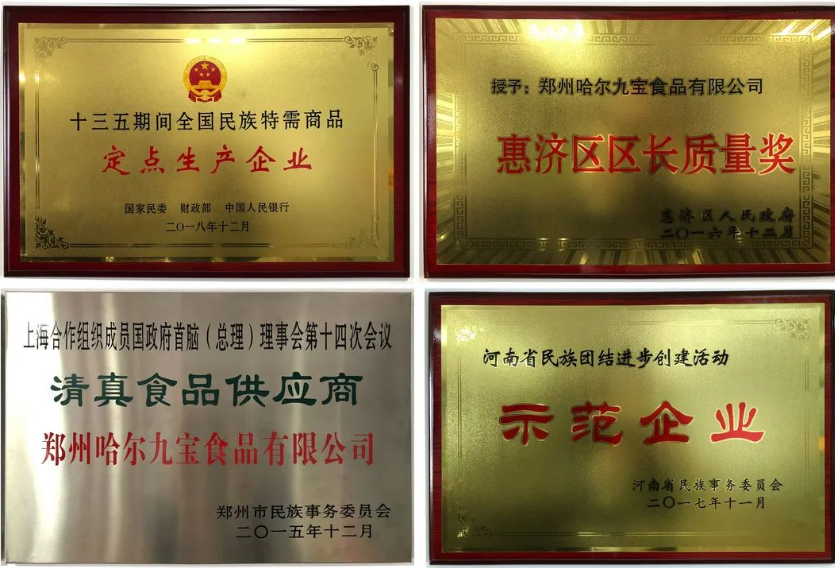 十三五期间全国民族特需商品
定点生产企业
国家民委 财政部 中国人民银行
二〇一八年十二月
授予：郑州哈尔九宝食品有限公司
惠济区区长质量奖
惠济区人民政府
二〇一六年十二月
上海合作组织成员国政府首脑（总理）理事会第十四次会议
清真食品供应商
郑州哈尔九宝食品有限公司
郑州市民族事务委员会
二〇一五年十二月
河南省民族团结进步创建活动
示范企业
河南省民族事务委员会
二〇一七年十一月